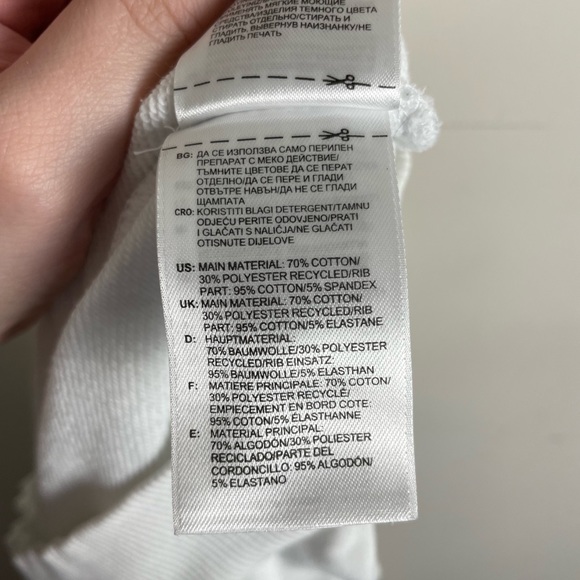 СРЕДСТВА/ИЗДЕЛИЯ ТЕМНОГО ЦВЕТА
СТИРАТЬ ОТДЕЛЬНО/СТИРАТЬ И
ГЛАДИТЬ, ВЫВЕРНУВ НАИЗНАНКУ/НЕ
ГЛАДИТЬ ПЕЧАТЬ
BG: ДА СЕ ИЗПОЛЗВА САМО ПЕРИЛЕН
ПРЕПАРАТ С МЕКО ДЕЙСТВИЕ/
ТЪМНИТЕ ЦВЕТОВЕ ДА СЕ ПЕРАТ
ОТДЕЛНО/ДА СЕ ПЕРЕ И ГЛАДИ
ОТВЪТРЕ НАВЪН/ДА НЕ СЕ ГЛАДИ
ЩАМПАТА
CRO: KORISTITI BLAGI DETERGENT/TAMNU
ODJEĆU PERITE ODOVJENO/PRATI
I GLAČATI S NALIČJA/NE GLAČATI
OTISNUTE DIJELOVE
US: MAIN MATERIAL: 70% COTTON/
30% POLYESTER RECYCLED/RIB
PART: 95% COTTON/5% SPANDEX
UK: MAIN MATERIAL: 70% COTTON/
30% POLYESTER RECYCLED/RIB
PART: 95% COTTON/5% ELASTANE
D: HAUPTMATERIAL:
70% BAUMWOLLE/30% POLYESTER
RECYCLED/RIB EINSATZ:
95% BAUMWOLLE/5% ELASTHAN
F: MATIERE PRINCIPALE: 70% COTON/
30% POLYESTER RECYCLÉ/
EMPIECEMENT EN BORD COTE:
95% COTON/5% ÉLASTHANNE
E: MATERIAL PRINCIPAL:
70% ALGODÓN/30% POLIESTER
RECICLADO/PARTE DEL
CORDONCILLO: 95% ALGODÓN/
5% ELASTANO